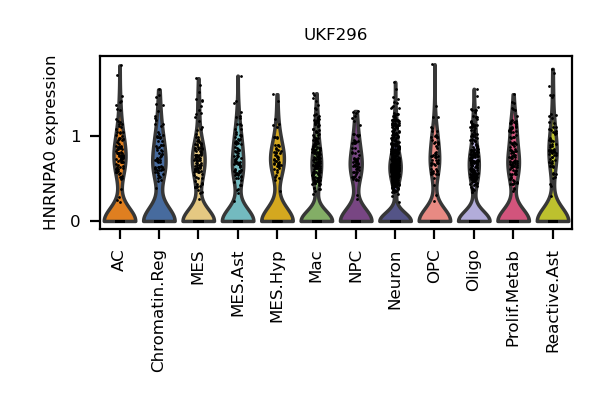 UKF296
HNRNPA0 expression
1
0
AC
Chromatin.Reg
MES
MES.Ast
MES.Hyp
Mac
NPC
Neuron
OPC
Oligo
Prolif.Metab
Reactive.Ast